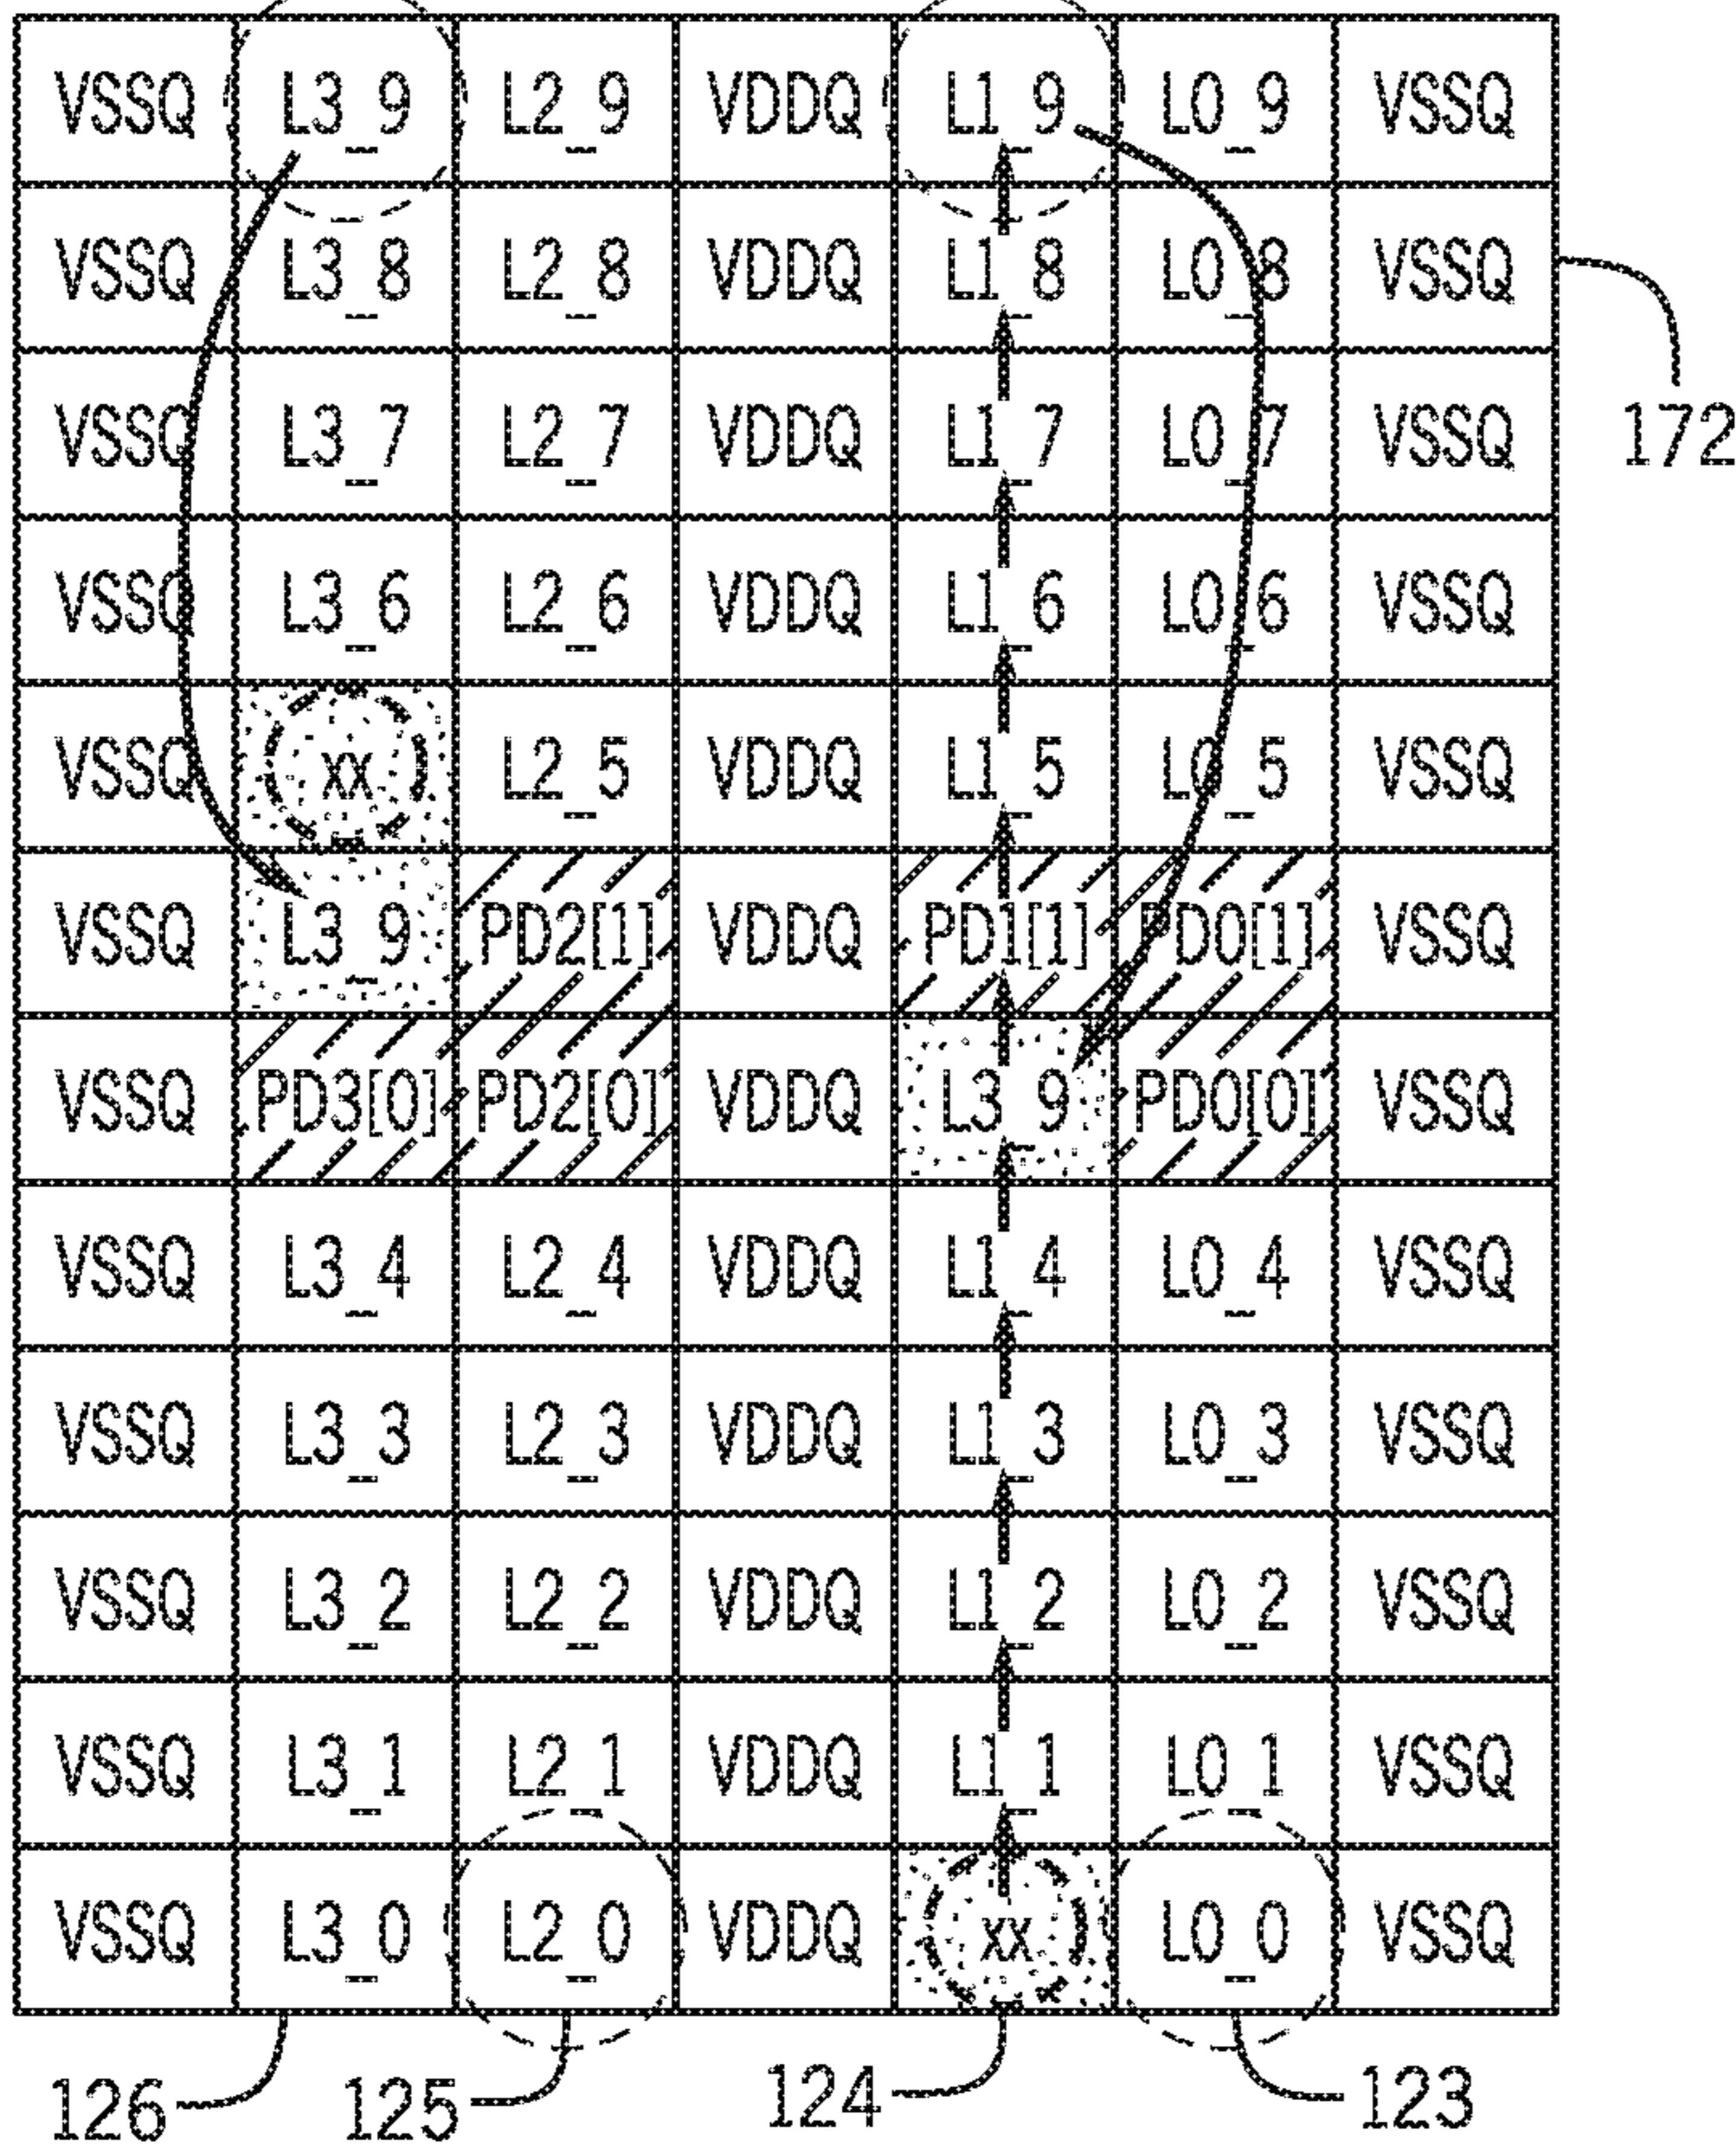 VSSQ L3_9 L2_9 VDDQ L1_9 L0_9 VSSQ
VSSQ L3_8 L2_8 VDDQ L1_8 L0_8 VSSQ
172
VSSQ L3_7 L2_7 VDDQ L1_7 L0_7 VSSQ
VSSQ L3_6 L2_6 VDDQ L1_6 L0_6 VSSQ
VSSQ XX L2_5 VDDQ L1_5 L0_5 VSSQ
VSSQ L3_9 PD2[1] VDDQ PD1[1] PD0[1] VSSQ
VSSQ PD3[0] PD2[0] VDDQ L3_9 PD0[0] VSSQ
VSSQ L3_4 L2_4 VDDQ L1_4 L0_4 VSSQ
VSSQ L3_3 L2_3 VDDQ L1_3 L0_3 VSSQ
VSSQ L3_2 L2_2 VDDQ L1_2 L0_2 VSSQ
VSSQ L3_1 L2_1 VDDQ L1_1 L0_1 VSSQ
VSSQ L3_0 L2_0 VDDQ XX L0_0 VSSQ
126 125 124 123